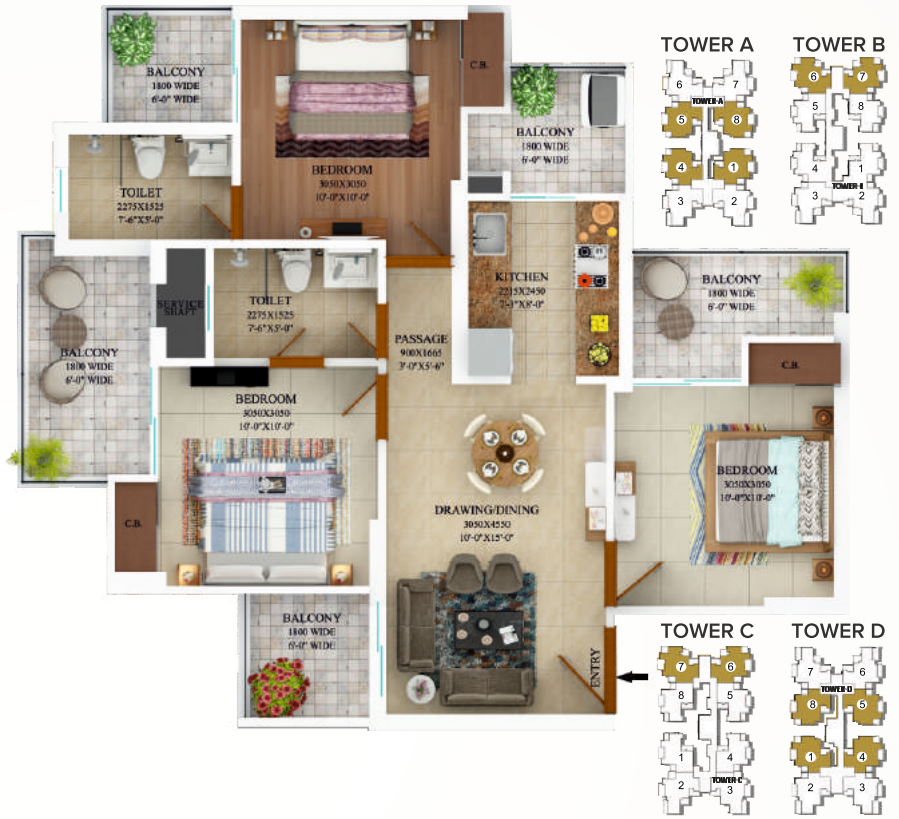 TOWER A
TOWER B
6
7
TOWER-A
5
8
4
1
3
2
6
7
5
8
4
1
TOWER-B
3
2
BALCONY
1800 WIDE
6'-0" WIDE
C.B.
BEDROOM
3050X3050
10'-0"X10'-0"
BALCONY
1800 WIDE
6'-0" WIDE
TOILET
2275X1525
7'-6"X5'-0"
KITCHEN
2215X2450
7'-3"X8'-0"
BALCONY
1800 WIDE
6'-0" WIDE
SERVICE
SHAFT
TOILET
2275X1525
7'-6"X5'-0"
PASSAGE
900X1665
3'-0"X5'-6"
BALCONY
1800 WIDE
6'-0" WIDE
C.B.
BEDROOM
3050X3050
10'-0"X10'-0"
BEDROOM
3050X3050
10'-0"X10'-0"
C.B.
DRAWING/DINING
3050X4550
10'-0"X15'-0"
BALCONY
1800 WIDE
6'-0" WIDE
ENTRY
TOWER C
TOWER D
7
6
8
5
1
4
TOWER-C
2
3
7
6
TOWER-D
8
5
1
4
2
3